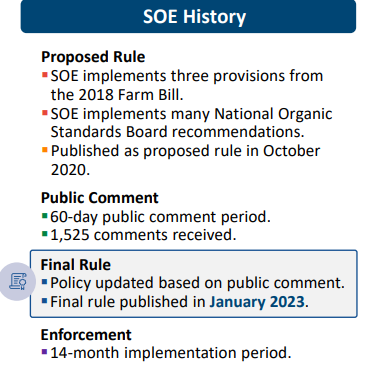 SOE History
Proposed Rule
▪SOE implements three provisions from
the 2018 Farm Bill.
▪SOE implements many National Organic
Standards Board recommendations.
▪Published as proposed rule in October
2020.
Public Comment
▪60-day public comment period.
▪1,525 comments received.
Final Rule
▪Policy updated based on public comment.
▪Final rule published in January 2023.
Enforcement
▪14-month implementation period.